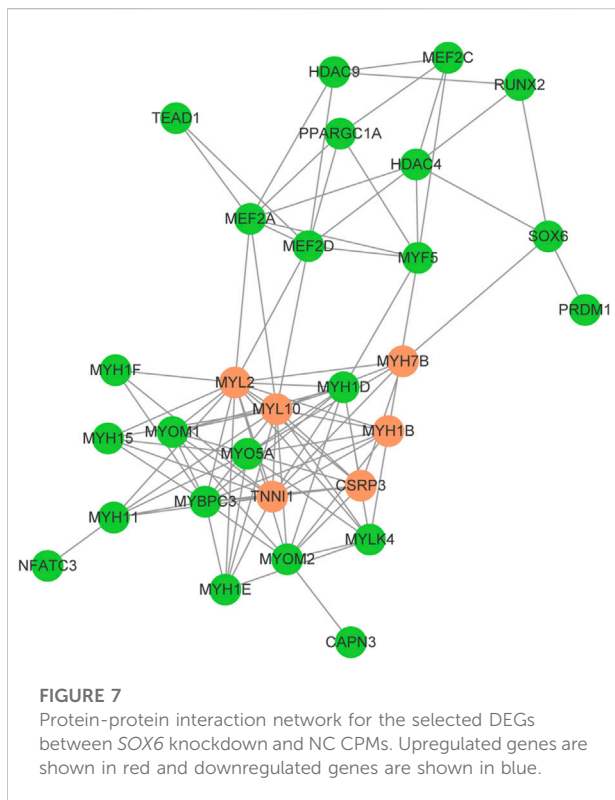 MEF2C
HDAC9
RUNX2
TEAD1
PPARGC1A
HDAC4
MEF2A
MEF2D
SOX6
MYF5
PRDM1
MYH7B
MYH1F
MYL2
MYH1D
MYL10
MYH15
MYOM1
MYH1B
MYO5A
CSRP3
MYBPC3
TNNI1
MYH11
MYLK4
NFATC3
MYOM2
MYH1E
CAPN3
FIGURE 7
Protein-protein interaction network for the selected DEGs
between SOX6 knockdown and NC CPMs. Upregulated genes are
shown in red and downregulated genes are shown in blue.